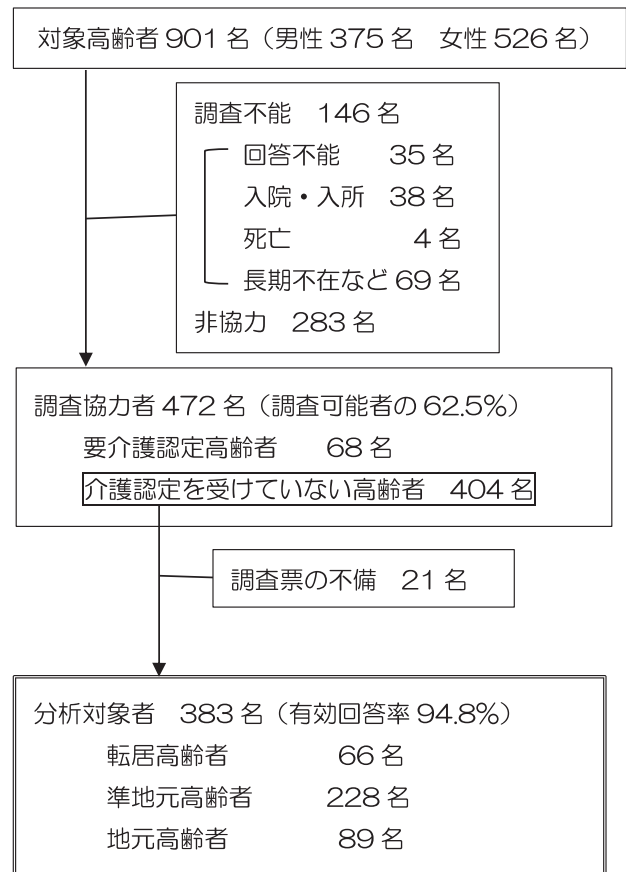 対象高齢者 901 名（男性 375 名　女性 526 名）
調査不能　146 名
回答不能　　35 名
入院・入所　38 名
死亡　　　　　4 名
長期不在など 69 名
非協力　283 名
調査協力者 472 名（調査可能者の 62.5%）
要介護認定高齢者　　68 名
介護認定を受けていない高齢者　404 名
調査票の不備　21 名
分析対象者　383 名（有効回答率 94.8%）
転居高齢者　　　　66 名
準地元高齢者　　　228 名
地元高齢者　　　　89 名